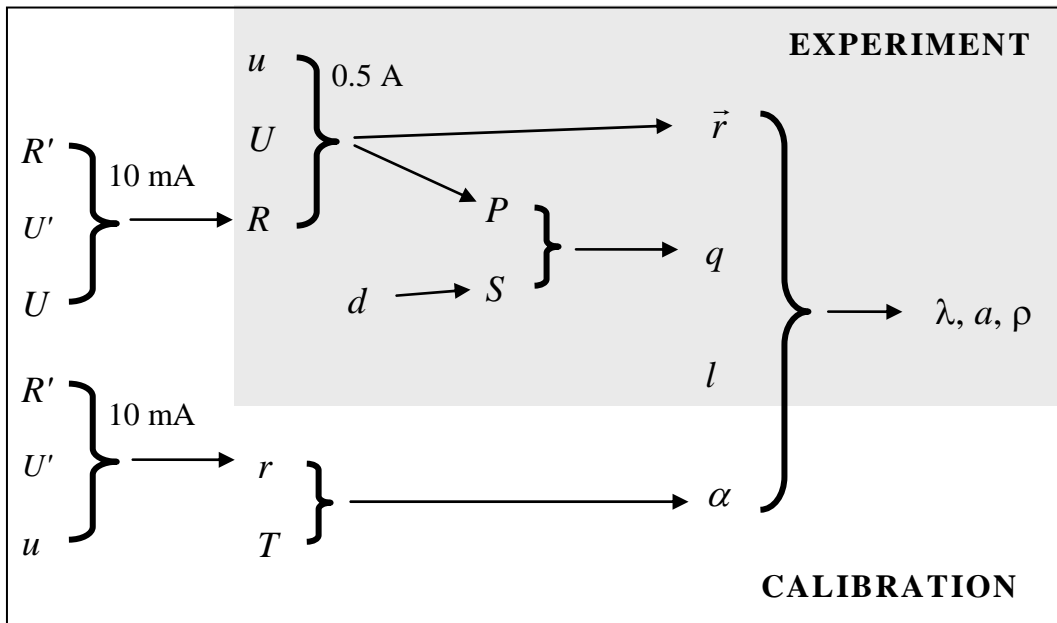 EXPERIMENT
u
0.5 A
U
R
R'
10 mA
U'
U
r⃗
P
q
d
S
l
λ, a, ρ
R'
10 mA
U'
u
r
T
α
CALIBRATION